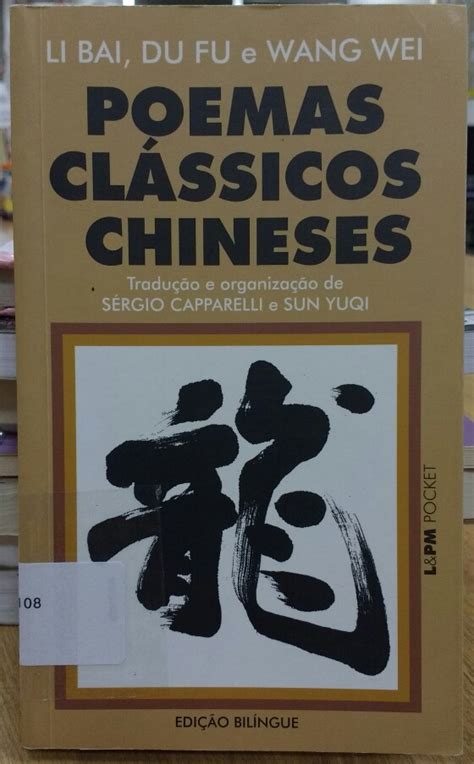 LI BAI, DU FU e WANG WEI
POEMAS
CLÁSSICOS
CHINESES
Tradução e organização de
SÉRGIO CAPPARELLI e SUN YUQI
龍
L&PM POCKET
108
EDIÇÃO BILÍNGUE